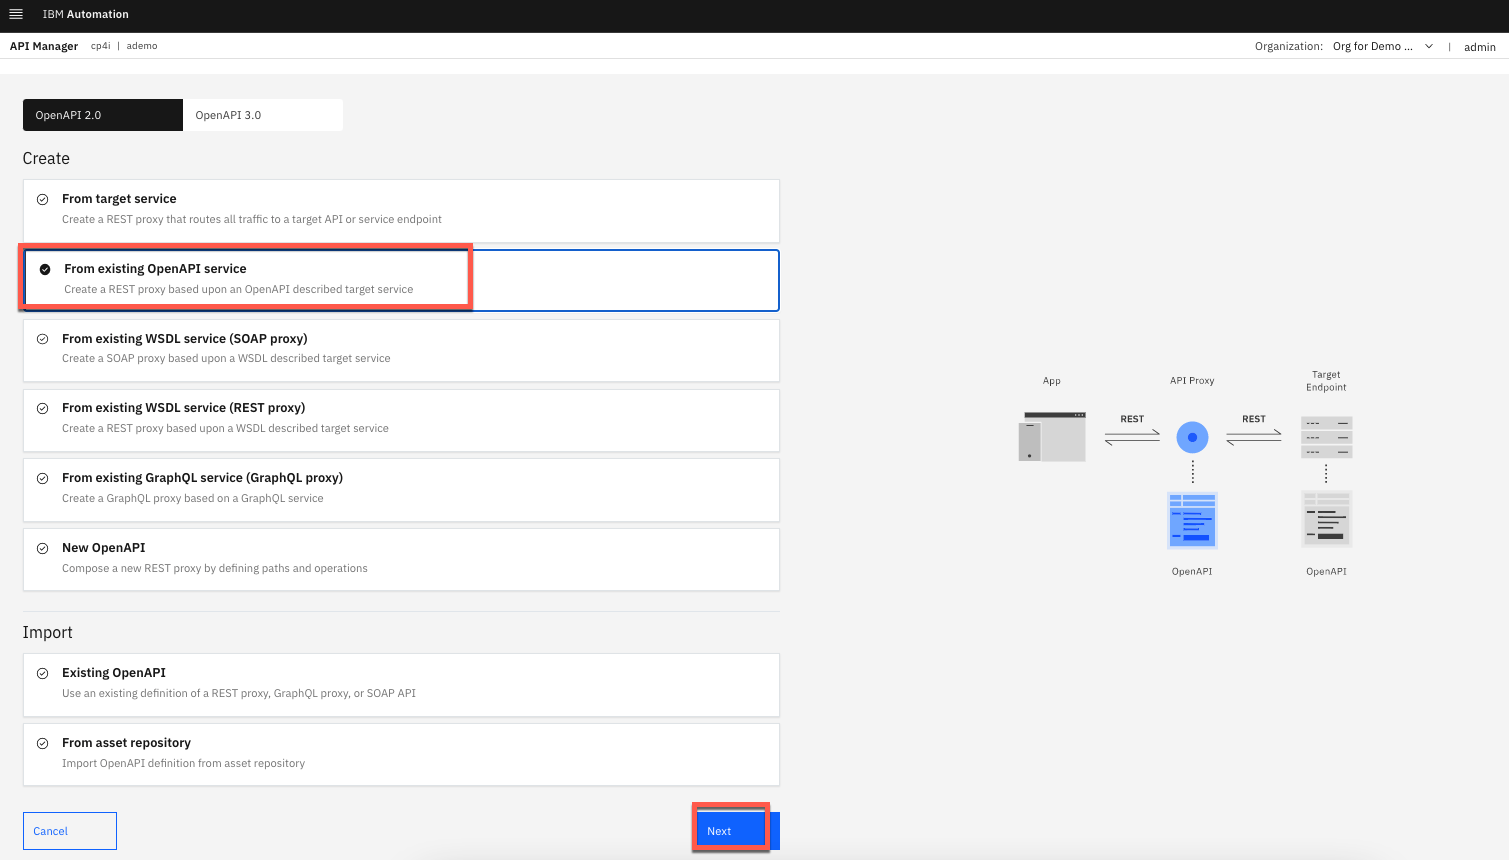 IBM Automation
API Manager cp4i | ademo
Organization: Org for Demo ... | admin
OpenAPI 2.0
OpenAPI 3.0
Create
From target service
Create a REST proxy that routes all traffic to a target API or service endpoint
From existing OpenAPI service
Create a REST proxy based upon an OpenAPI described target service
From existing WSDL service (SOAP proxy)
Create a SOAP proxy based upon a WSDL described target service
From existing WSDL service (REST proxy)
Create a REST proxy based upon a WSDL described target service
From existing GraphQL service (GraphQL proxy)
Create a GraphQL proxy based on a GraphQL service
New OpenAPI
Compose a new REST proxy by defining paths and operations
Import
Existing OpenAPI
Use an existing definition of a REST proxy, GraphQL proxy, or SOAP API
From asset repository
Import OpenAPI definition from asset repository
Cancel
Next
App
API Proxy
Target
Endpoint
REST
REST
OpenAPI
OpenAPI